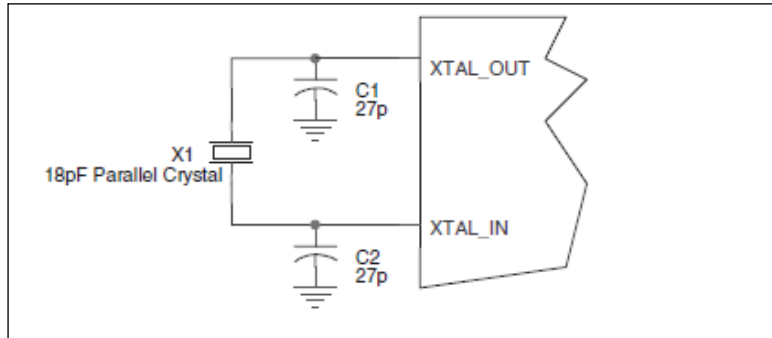 XTAL_OUT
C1
27p
X1
18pF Parallel Crystal
XTAL_IN
C2
27p